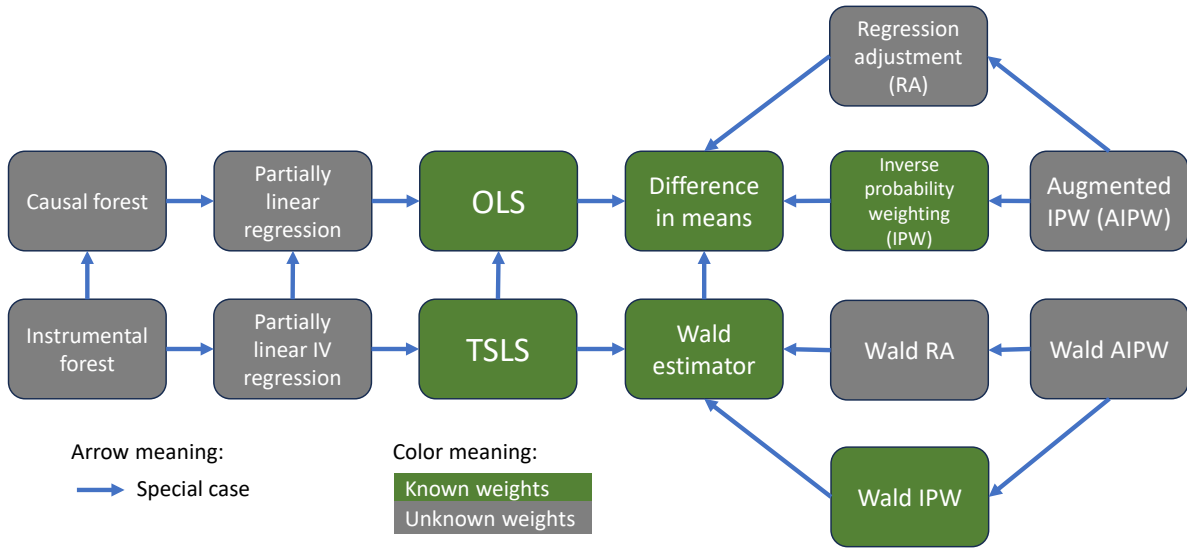 Regression
adjustment
(RA)
Causal forest
Partially
linear
regression
OLS
Difference
in means
Inverse
probability
weighting
(IPW)
Augmented
IPW (AIPW)
Instrumental
forest
Partially
linear IV
regression
TSLS
Wald
estimator
Wald RA
Wald AIPW
Arrow meaning:
Special case
Color meaning:
Known weights
Unknown weights
Wald IPW